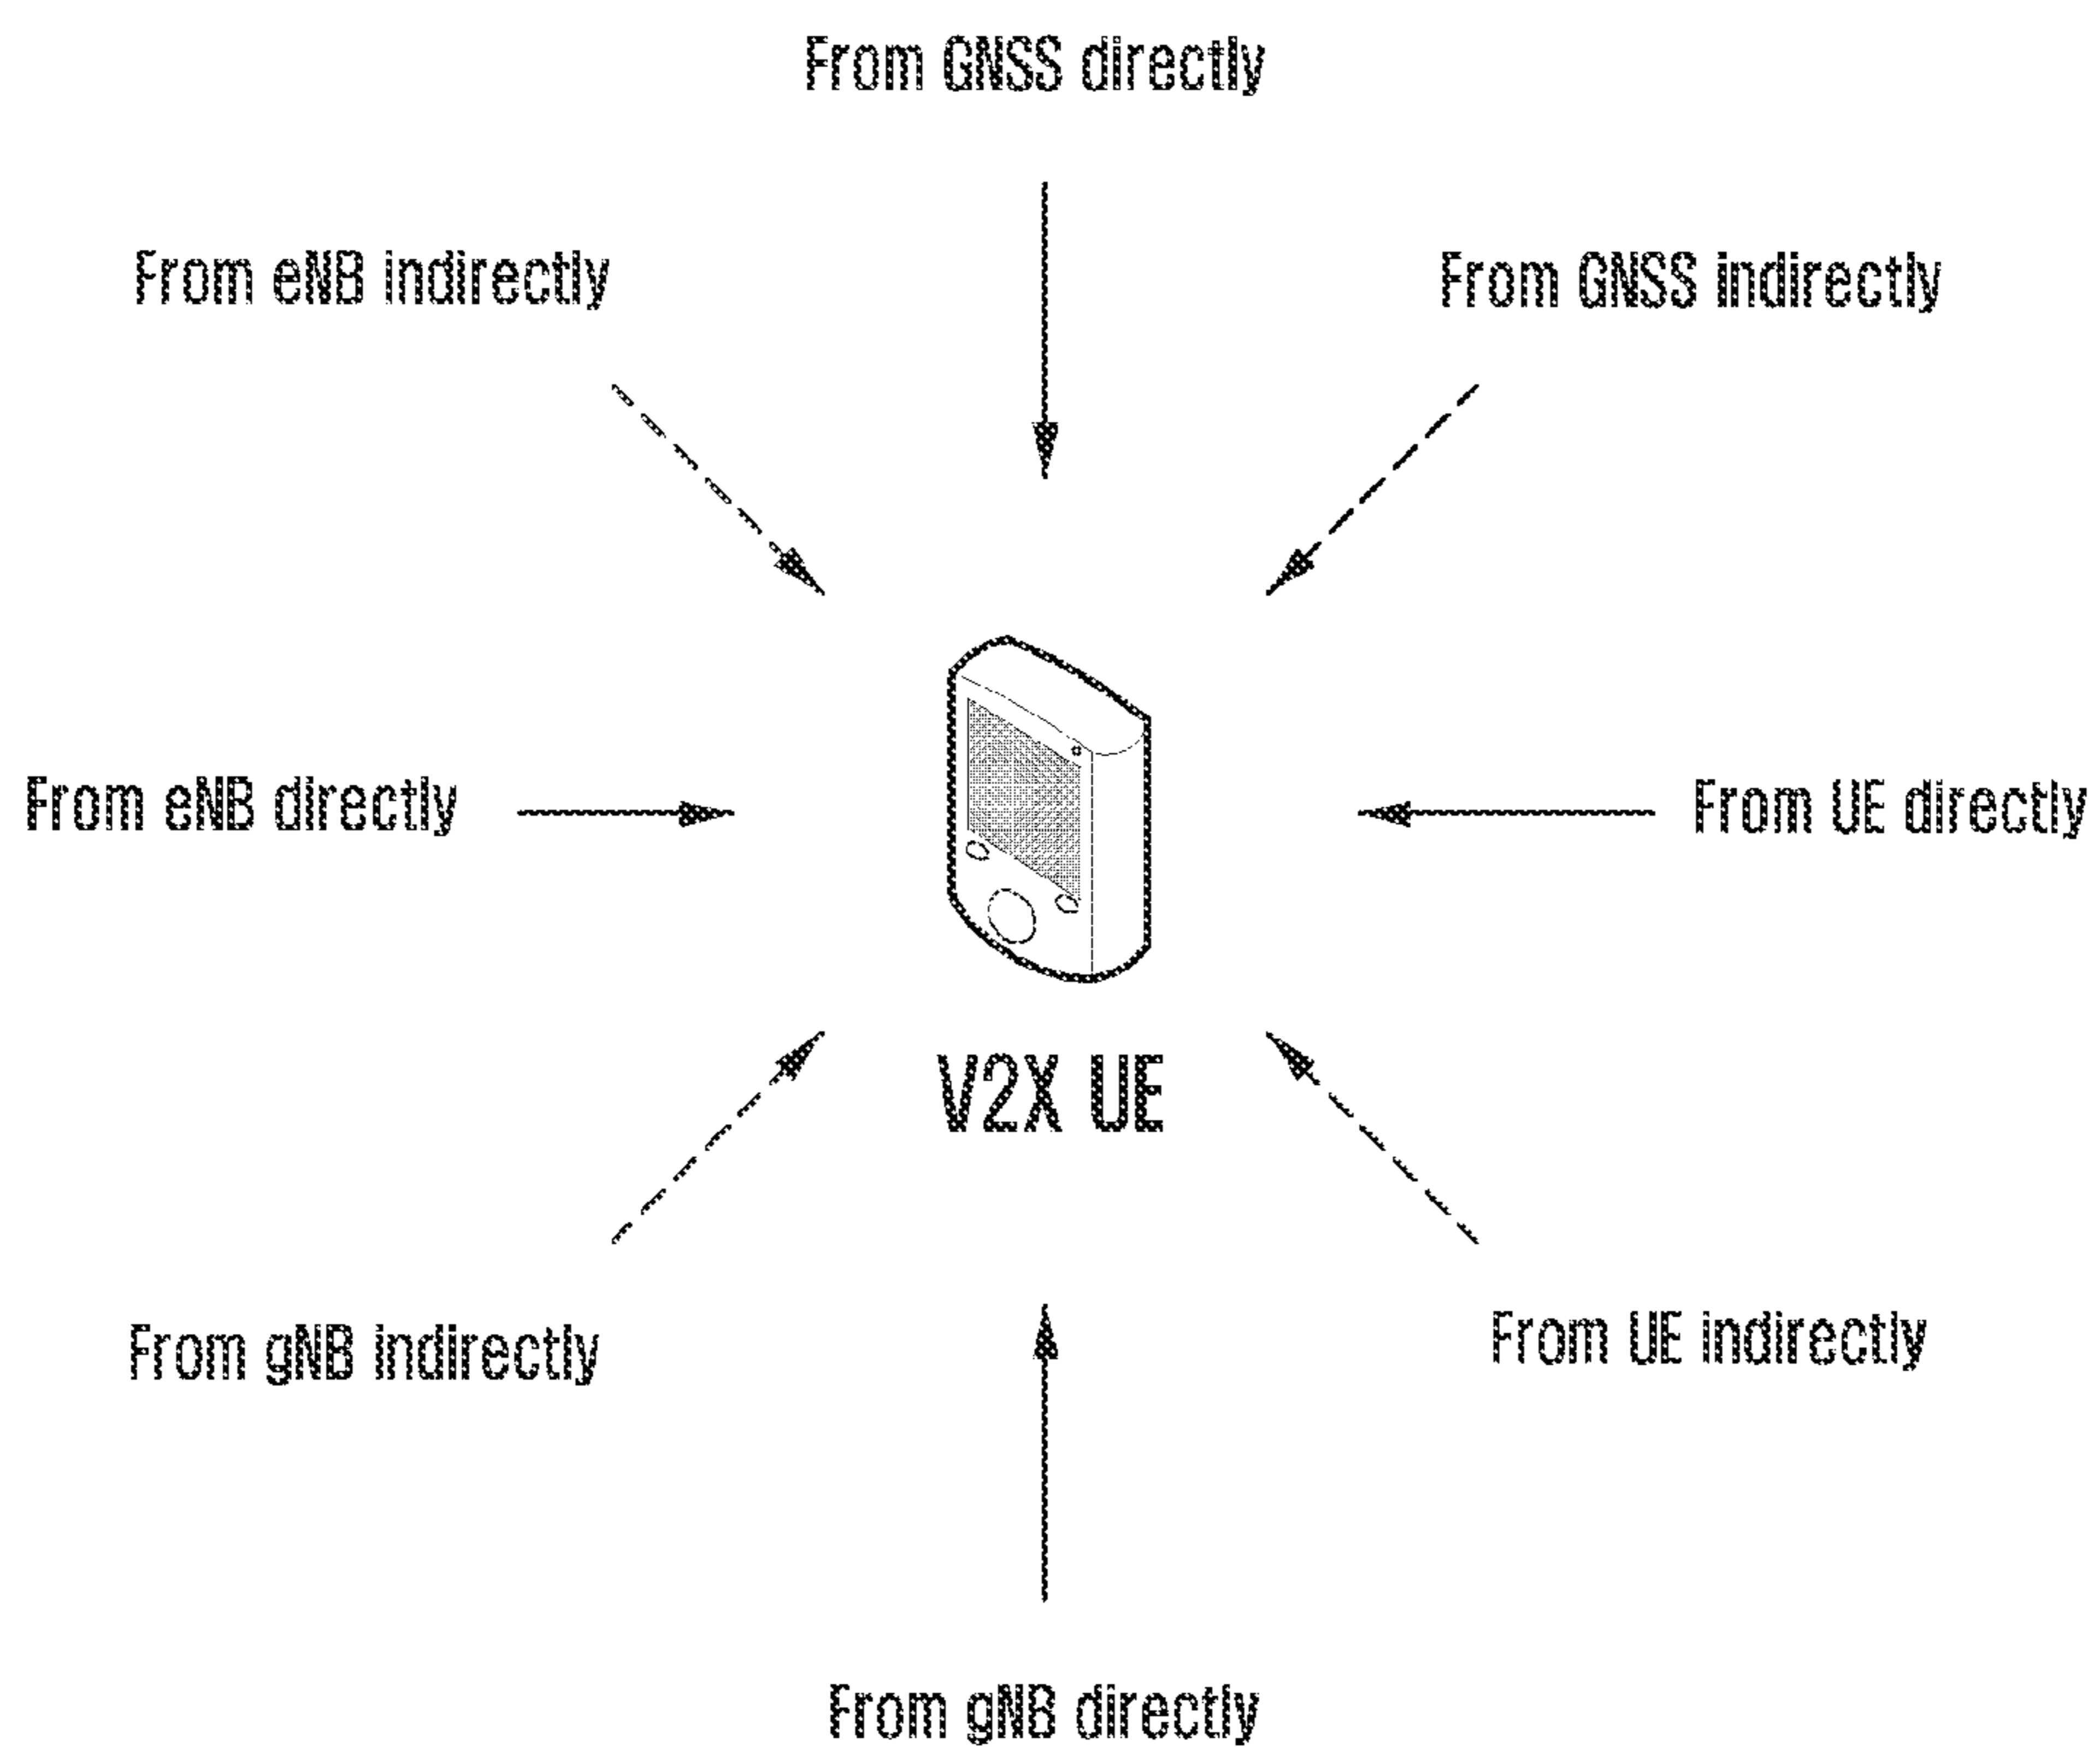 From GNSS directly
From eNB indirectly
From GNSS indirectly
From eNB directly
From UE directly
V2X UE
From gNB indirectly
From UE indirectly
From gNB directly